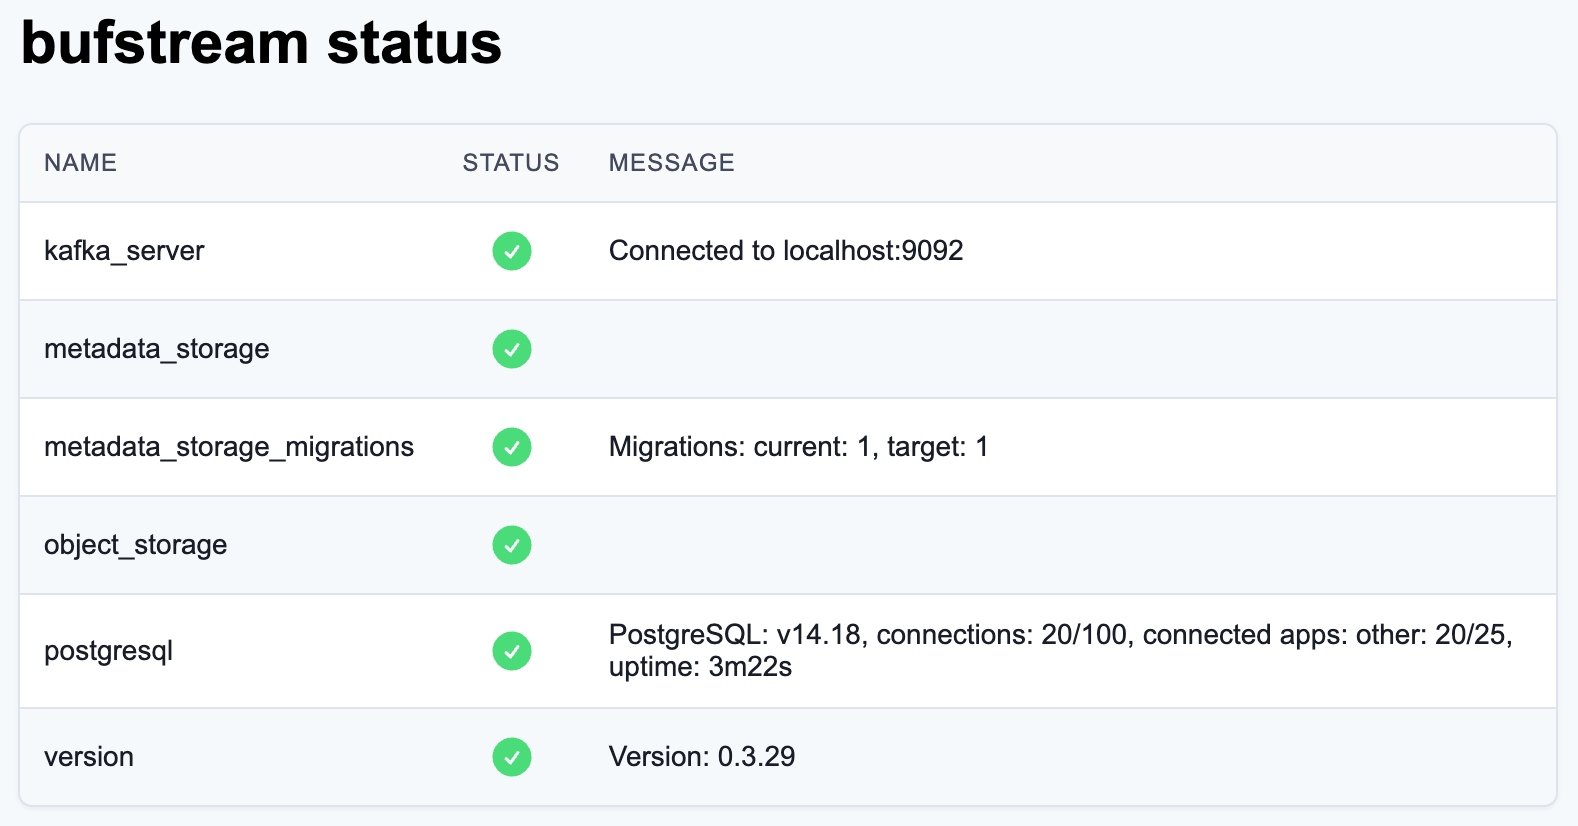 bufstream status
NAME STATUS MESSAGE
kafka_server Connected to localhost:9092
metadata_storage
metadata_storage_migrations Migrations: current: 1, target: 1
object_storage
postgresql PostgreSQL: v14.18, connections: 20/100, connected apps: other: 20/25,
uptime: 3m22s
version Version: 0.3.29